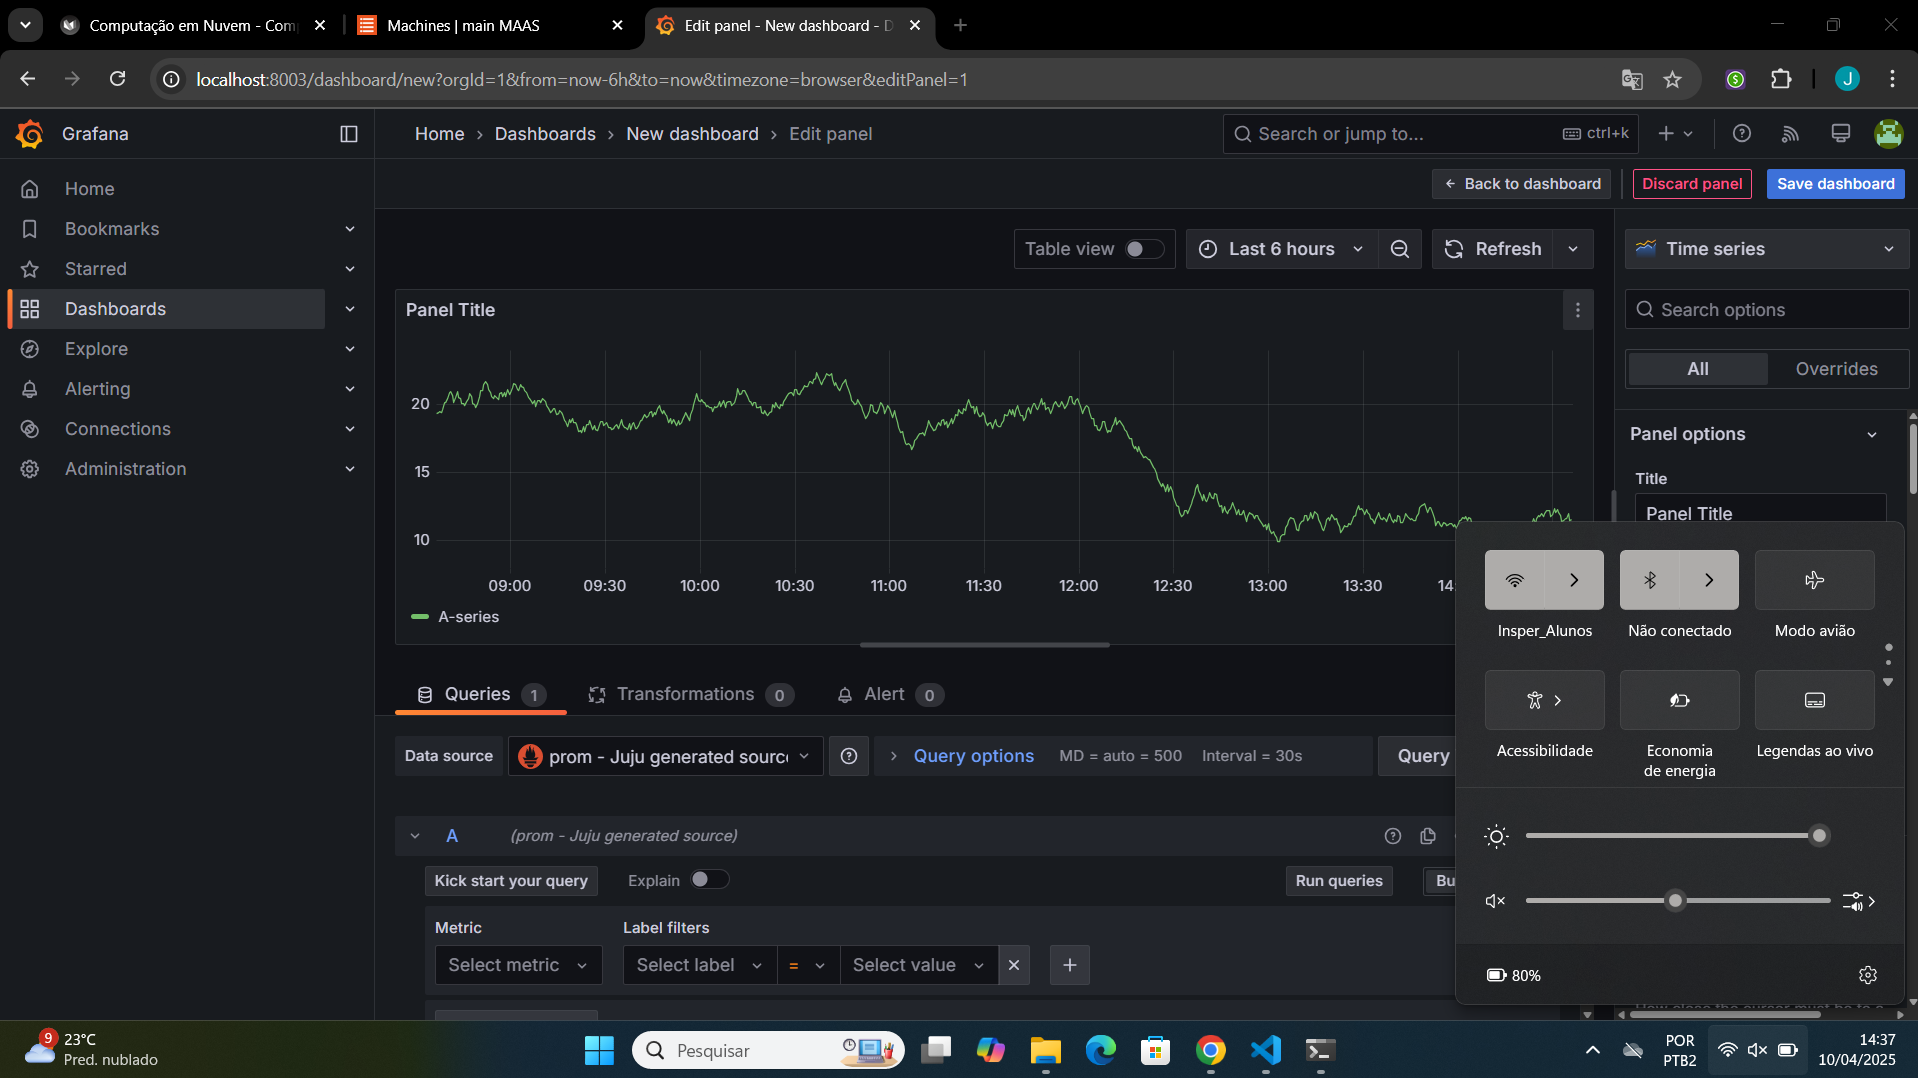 Computação em Nuvem - Com
Machines | main MAAS
Edit panel - New dashboard - D
localhost:8003/dashboard/new?orgId=1&from=now-6h&to=now&timezone=browser&editPanel=1
J
Grafana
Home › Dashboards › New dashboard › Edit panel
Search or jump to...
ctrl+k
Back to dashboard
Discard panel
Save dashboard
Home
Bookmarks
Starred
Dashboards
Explore
Alerting
Connections
Administration
Table view
Last 6 hours
Refresh
Time series
Search options
All
Overrides
Panel options
Title
Panel Title
Panel Title
20
15
10
09:00
09:30
10:00
10:30
11:00
11:30
12:00
12:30
13:00
13:30
14:
A-series
Queries 1
Transformations 0
Alert 0
Data source
prom - Juju generated sourc
Query options
MD = auto = 500
Interval = 30s
Query
A
(prom - Juju generated source)
Kick start your query
Explain
Run queries
Bu
Metric
Label filters
Select metric
Select label
=
Select value
Insper_Alunos
Não conectado
Modo avião
Acessibilidade
Economia
de energia
Legendas ao vivo
80%
9
23°C
Pred. nublado
Pesquisar
POR
PTB2
14:37
10/04/2025